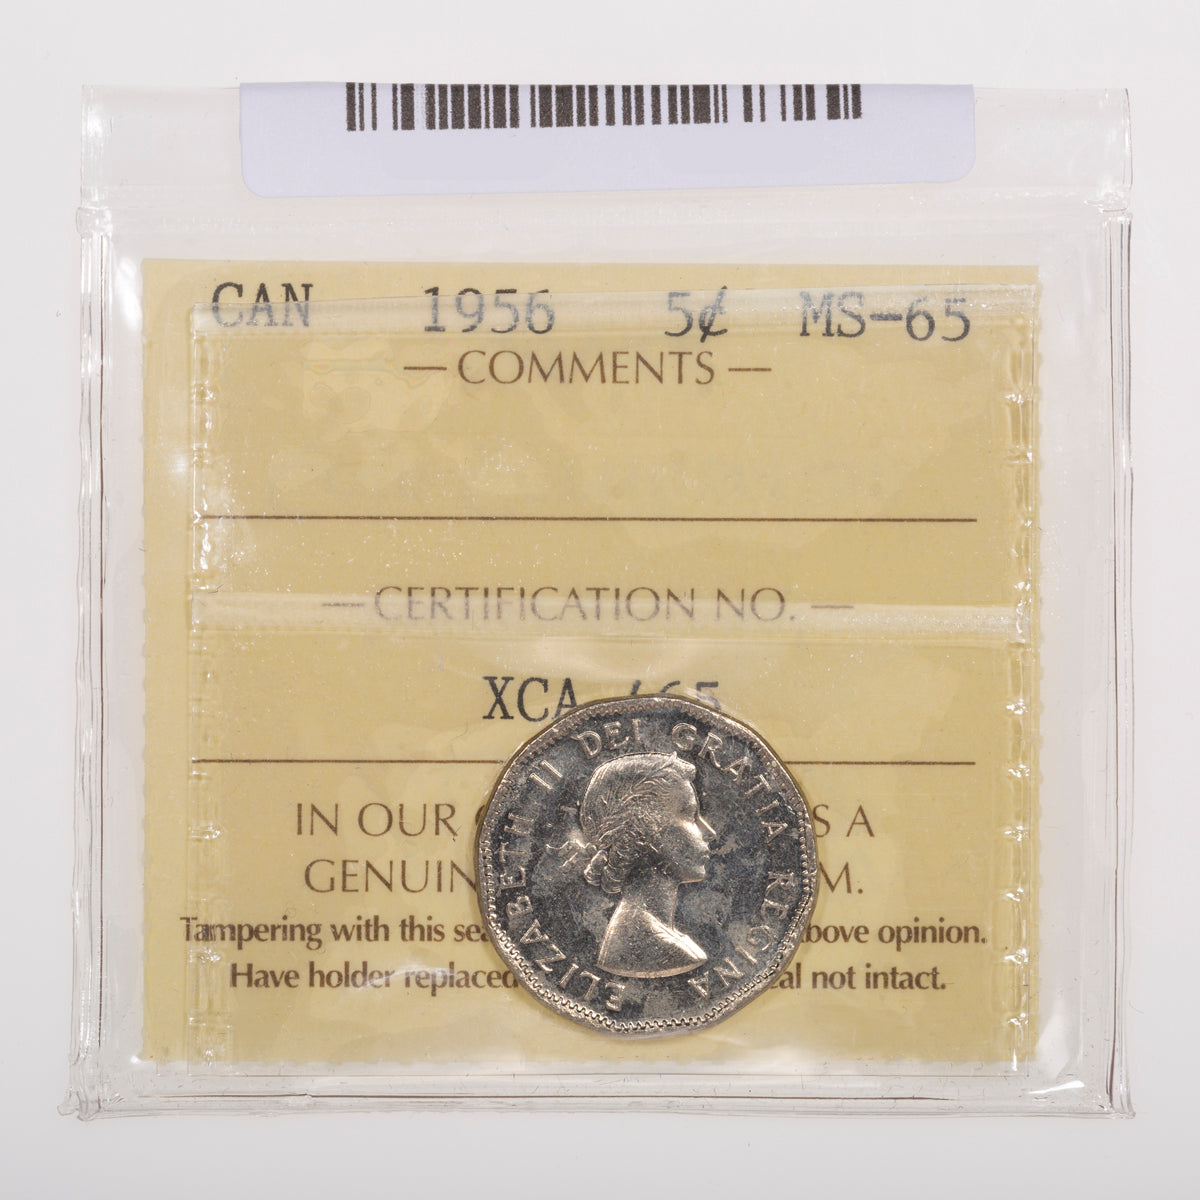 CAN 1956 5¢ MS-65
— COMMENTS —
— CERTIFICATION NO. —
XCA
ELIZABETH II DEI GRATIA REGINA
IN OUR S A
GENUIN M.
Tampering with this sea above opinion.
Have holder replaced eal not intact.